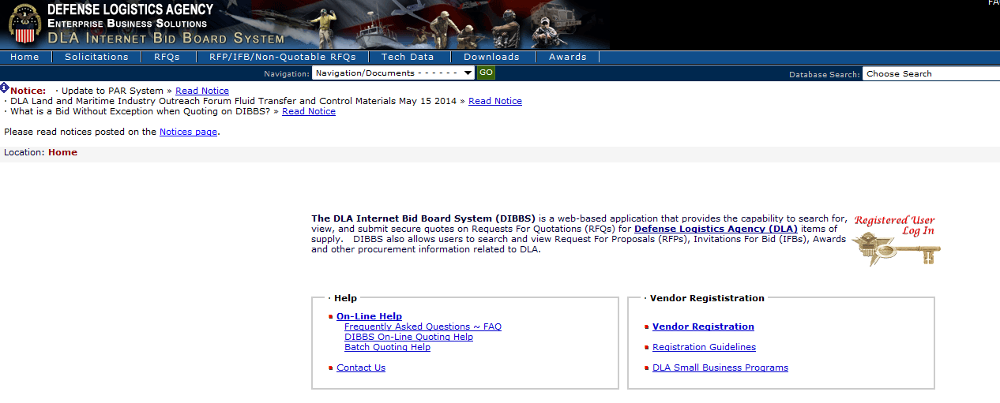 FA
DEFENSE LOGISTICS AGENCY
ENTERPRISE BUSINESS SOLUTIONS
DLA INTERNET BID BOARD SYSTEM
Home Solicitations RFQs RFP/IFB/Non-Quotable RFQs Tech Data Downloads Awards
Navigation: Navigation/Documents - - - - - - GO Database Search: Choose Search
Notice: · Update to PAR System » Read Notice
· DLA Land and Maritime Industry Outreach Forum Fluid Transfer and Control Materials May 15 2014 » Read Notice
· What is a Bid Without Exception when Quoting on DIBBS? » Read Notice
Please read notices posted on the Notices page.
Location: Home
The DLA Internet Bid Board System (DIBBS) is a web-based application that provides the capability to search for,
view, and submit secure quotes on Requests For Quotations (RFQs) for Defense Logistics Agency (DLA) items of
supply. DIBBS also allows users to search and view Request For Proposals (RFPs), Invitations For Bid (IFBs), Awards
and other procurement information related to DLA.
Registered User
Log In
· Help
On-Line Help
Frequently Asked Questions ~ FAQ
DIBBS On-Line Quoting Help
Batch Quoting Help
Contact Us
· Vendor Regististration
Vendor Registration
Registration Guidelines
DLA Small Business Programs